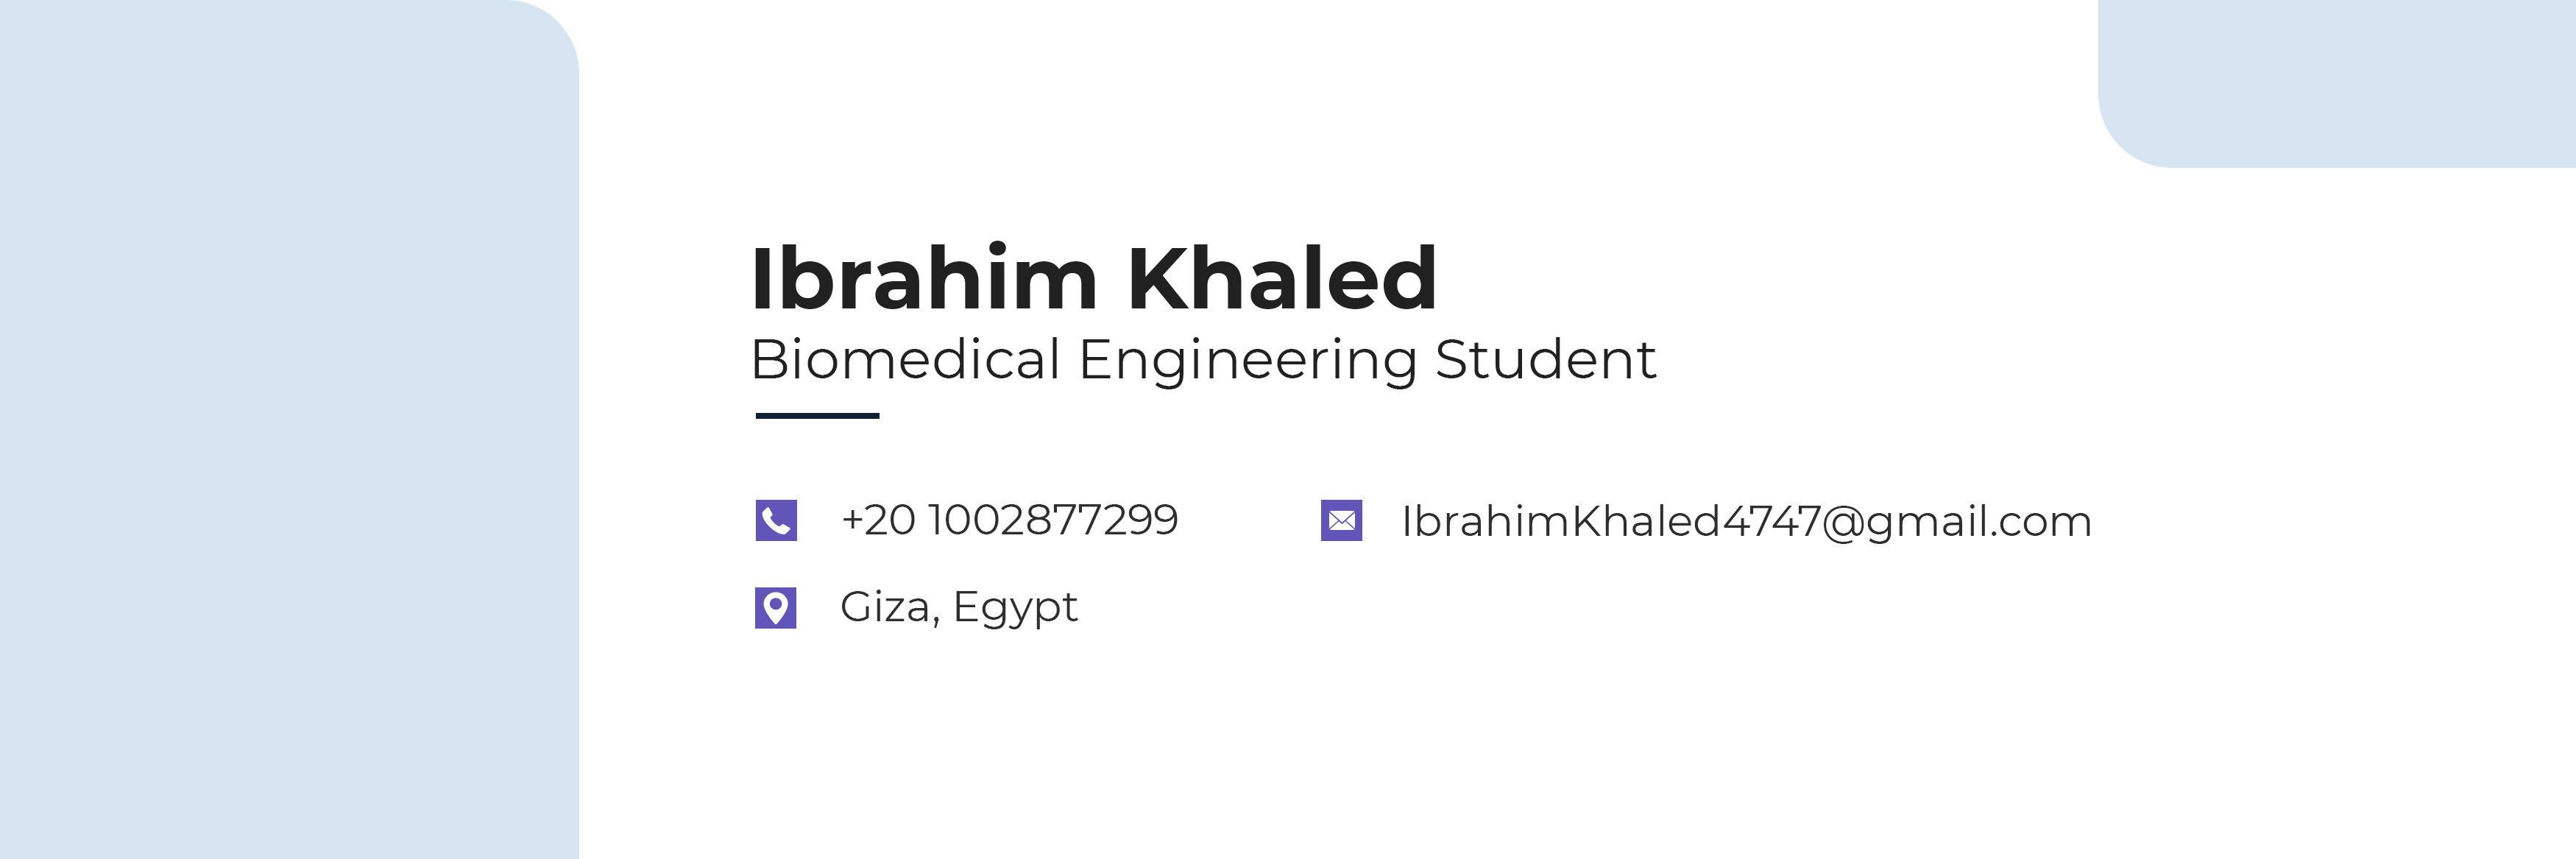 Ibrahim Khaled
Biomedical Engineering Student
+20 1002877299
IbrahimKhaled4747@gmail.com
Giza, Egypt